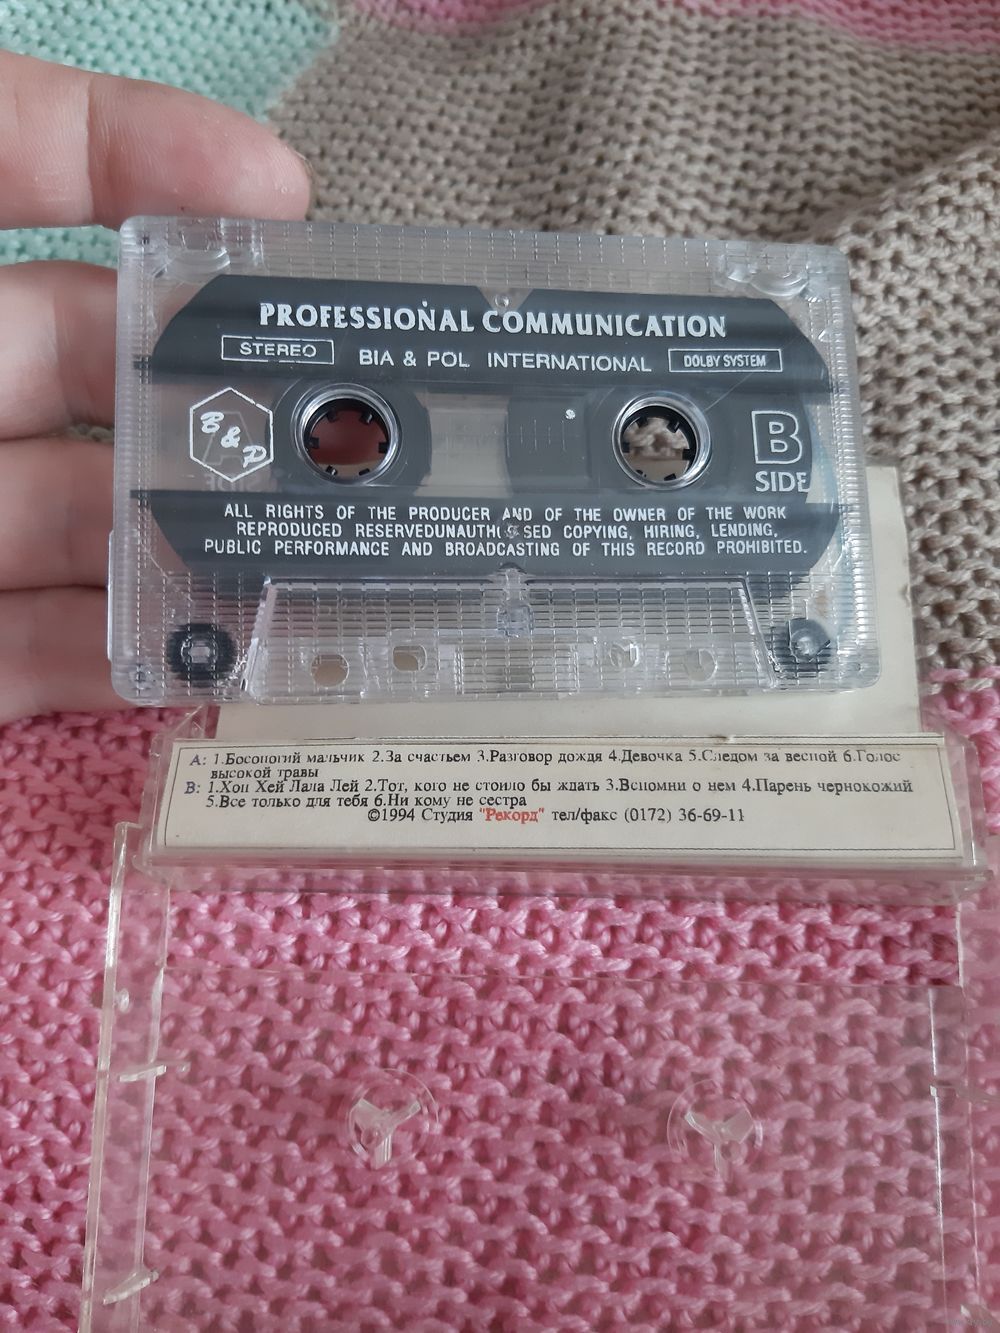 PROFESSIONAL COMMUNICATION
STEREO BIA & POL INTERNATIONAL DOLBY SYSTEM
B & P
B
SIDE
ALL RIGHTS OF THE PRODUCER AND OF THE OWNER OF THE WORK
REPRODUCED RESERVEDUNAUTHO SED COPYING, HIRING, LENDING,
PUBLIC PERFORMANCE AND BROADCASTING OF THIS RECORD PROHIBITED.
А: 1.Босоногий мальчик 2.За счастьем 3.Разговор дождя 4.Девочка 5.Следом за весной 6.Голос
высокой травы
В: 1.Хоп Хей Лала Лей 2.Тот, кого не стоило бы ждать 3.Вспомни о нем 4.Парень чернокожий
5.Все только для тебя 6.Ни кому не сестра
©1994 Студия "Рекорд" тел/факс (0172) 36-69-11